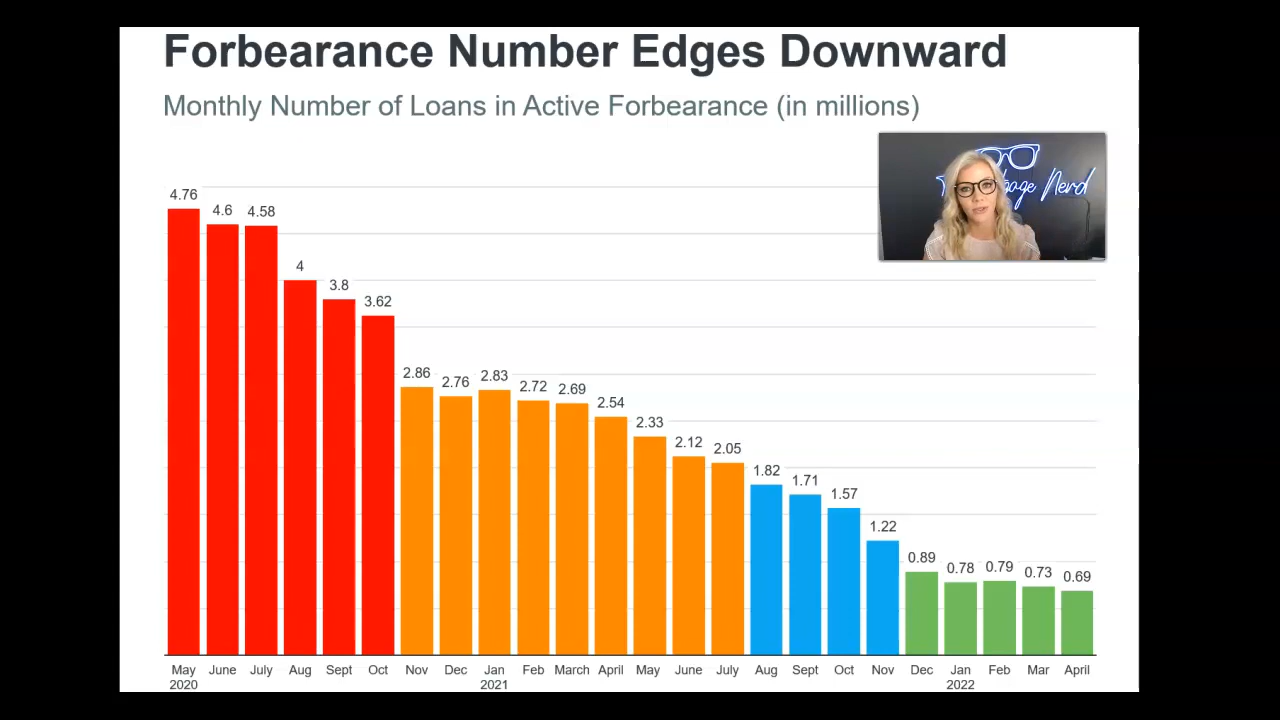 Forbearance Number Edges Downward
Monthly Number of Loans in Active Forbearance (in millions)
Nerd
4.76 4.6 4.58 4 3.8 3.62 2.86 2.76 2.83 2.72 2.69 2.54 2.33 2.12 2.05 1.82 1.71 1.57 1.22 0.89 0.78 0.79 0.73 0.69
May June July Aug Sept Oct Nov Dec Jan Feb March April May June July Aug Sept Oct Nov Dec Jan Feb Mar April
2020 2021 2022